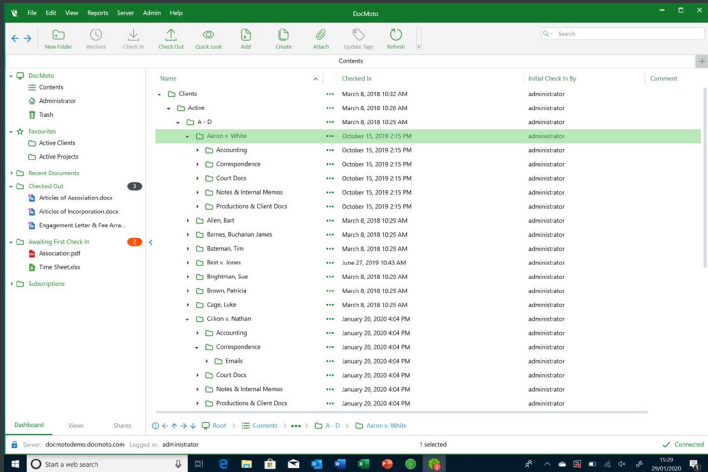 File Edit View Reports Server Admin Help DocMoto
New Folder Versions Check In Check Out Quick Look Add Create Attach Update Tags Refresh
Search
Contents
DocMoto
Contents
Administrator
Trash
Favourites
Active Clients
Active Projects
Recent Documents
Checked Out 3
Articles of Association.docx
Articles of Incorporation.docx
Engagement Letter & Fee Arra...
Awaiting First Check In 2
Association.pdf
Time Sheet.xlsx
Subscriptions
Dashboard Views Shares
Name Checked In Initial Check In By Comment
Clients ••• March 8, 2018 10:32 AM administrator
Active ••• March 8, 2018 10:28 AM administrator
A - D ••• March 8, 2018 10:29 AM administrator
Aaron v. White ••• October 15, 2019 2:15 PM administrator
Accounting ••• October 15, 2019 2:15 PM administrator
Correspondence ••• October 15, 2019 2:15 PM administrator
Court Docs ••• October 15, 2019 2:15 PM administrator
Notes & Internal Memos ••• October 15, 2019 2:15 PM administrator
Productions & Client Docs ••• October 15, 2019 2:15 PM administrator
Allen, Bart ••• March 8, 2018 10:29 AM administrator
Barnes, Buchanan James ••• March 8, 2018 10:29 AM administrator
Bateman, Tim ••• March 8, 2018 10:29 AM administrator
Best v. Jones ••• June 27, 2019 10:43 AM administrator
Brightman, Sue ••• March 8, 2018 10:29 AM administrator
Brown, Patricia ••• March 8, 2018 10:29 AM administrator
Cage, Luke ••• March 8, 2018 10:29 AM administrator
Cillion v. Nathan ••• January 20, 2020 4:04 PM administrator
Accounting ••• January 20, 2020 4:04 PM administrator
Correspondence ••• January 20, 2020 4:04 PM administrator
Emails ••• January 20, 2020 4:04 PM administrator
Court Docs ••• January 20, 2020 4:04 PM administrator
Notes & Internal Memos ••• January 20, 2020 4:04 PM administrator
Productions & Client Docs ••• January 20, 2020 4:04 PM administrator
Root > Contents > ••• > A - D > Aaron v. White
Server: docmotodemo.docmoto.com Logged in: administrator 1 selected Connected
Start a web search
15:29
29/01/2020